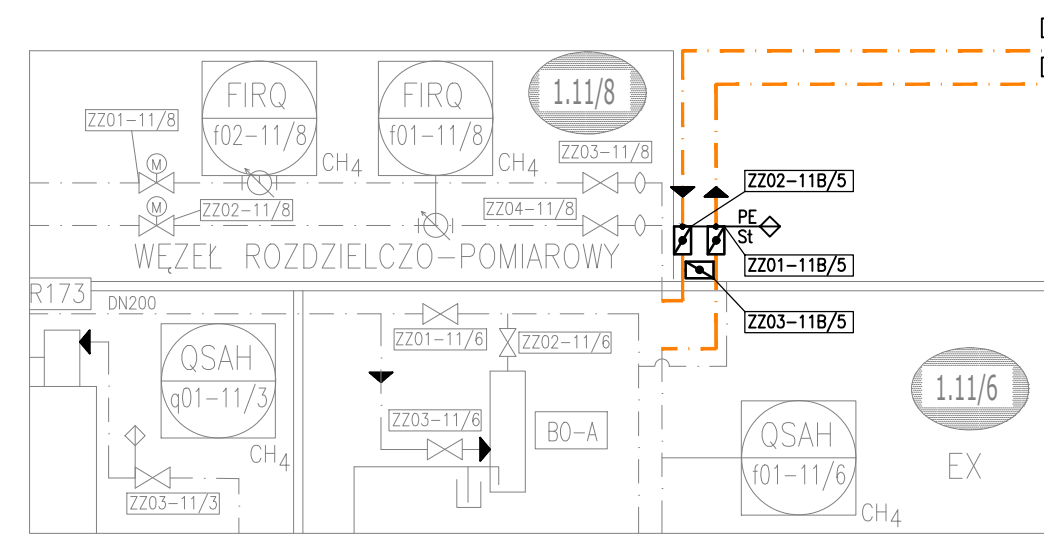 FIRQ
f02-11/8
CH4
FIRQ
f01-11/8
CH4
1.11/8
ZZ01-11/8
M
ZZ03-11/8
ZZ02-11/8
M
ZZ04-11/8
WĘZEŁ ROZDZIELCZO-POMIAROWY
ZZ02-11B/5
PE
St
ZZ01-11B/5
ZZ03-11B/5
R173
DN200
QSAH
q01-11/3
CH4
ZZ03-11/3
ZZ01-11/6
ZZ02-11/6
ZZ03-11/6
BO-A
QSAH
f01-11/6
CH4
1.11/6
EX